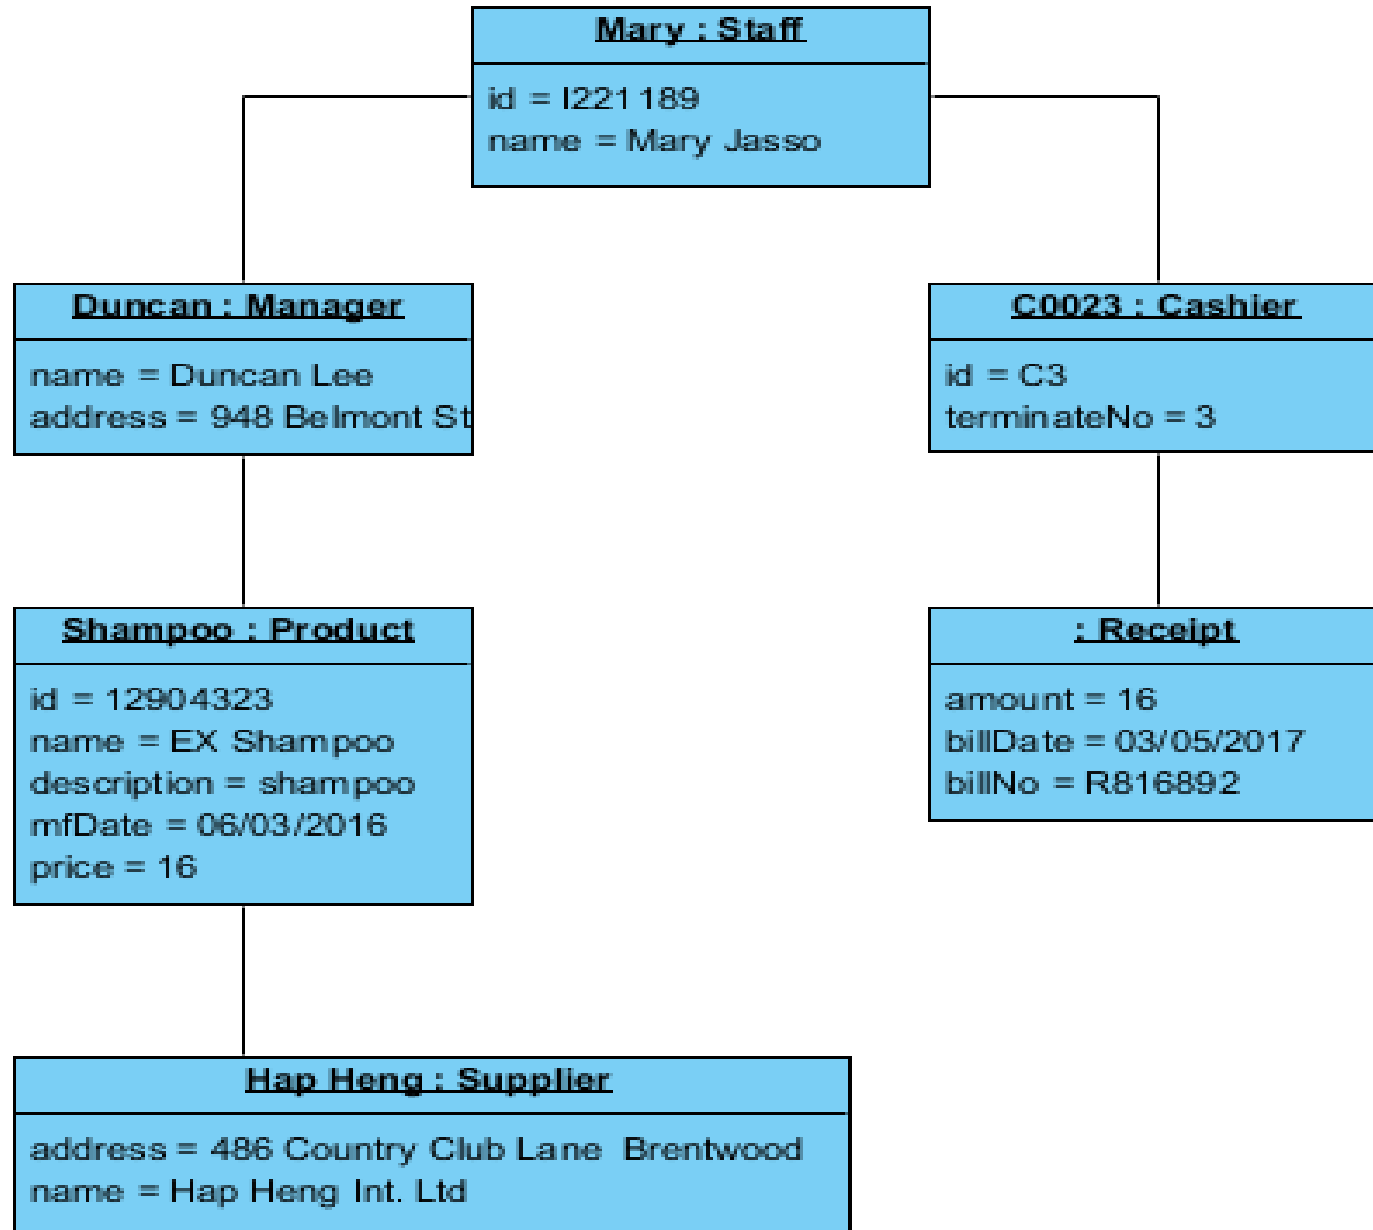 Mary : Staff
id = I221189
name = Mary Jasso
Duncan : Manager
name = Duncan Lee
address = 948 Belmont St
C0023 : Cashier
id = C3
terminateNo = 3
Shampoo : Product
id = 12904323
name = EX Shampoo
description = shampoo
mfDate = 06/03/2016
price = 16
: Receipt
amount = 16
billDate = 03/05/2017
billNo = R816892
Hap Heng : Supplier
address = 486 Country Club Lane  Brentwood
name = Hap Heng Int. Ltd